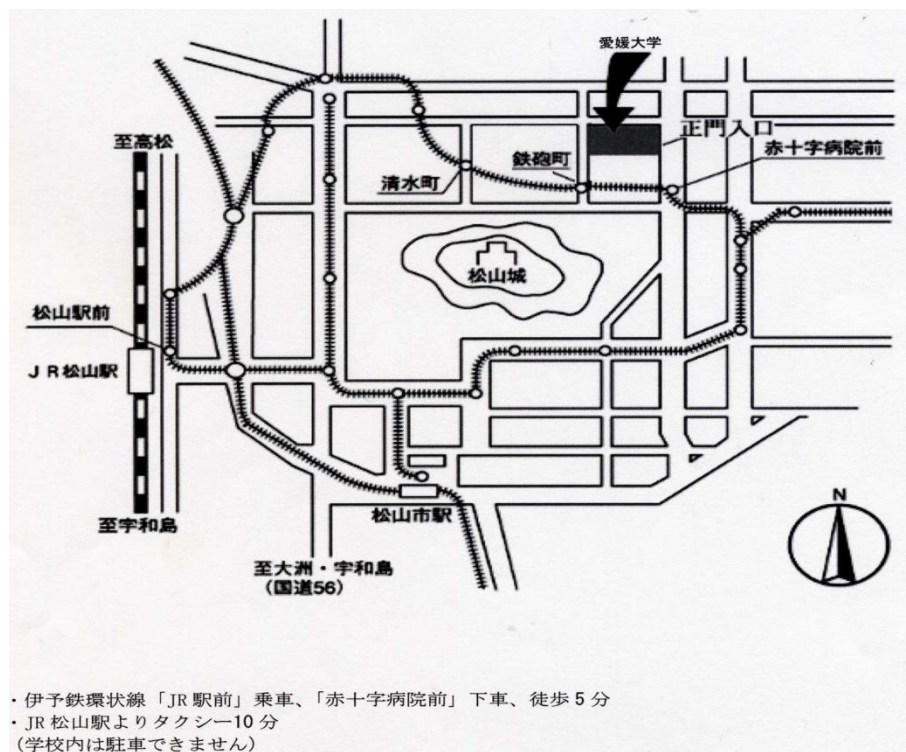 愛媛大学
正門入口
至高松
鉄砲町
赤十字病院前
清水町
松山城
松山駅前
JR松山駅
N
松山市駅
至宇和島
至大洲・宇和島
(国道56)
・伊予鉄環状線「JR駅前」乗車、「赤十字病院前」下車、徒歩5分
・JR松山駅よりタクシー10分
(学校内は駐車できません)